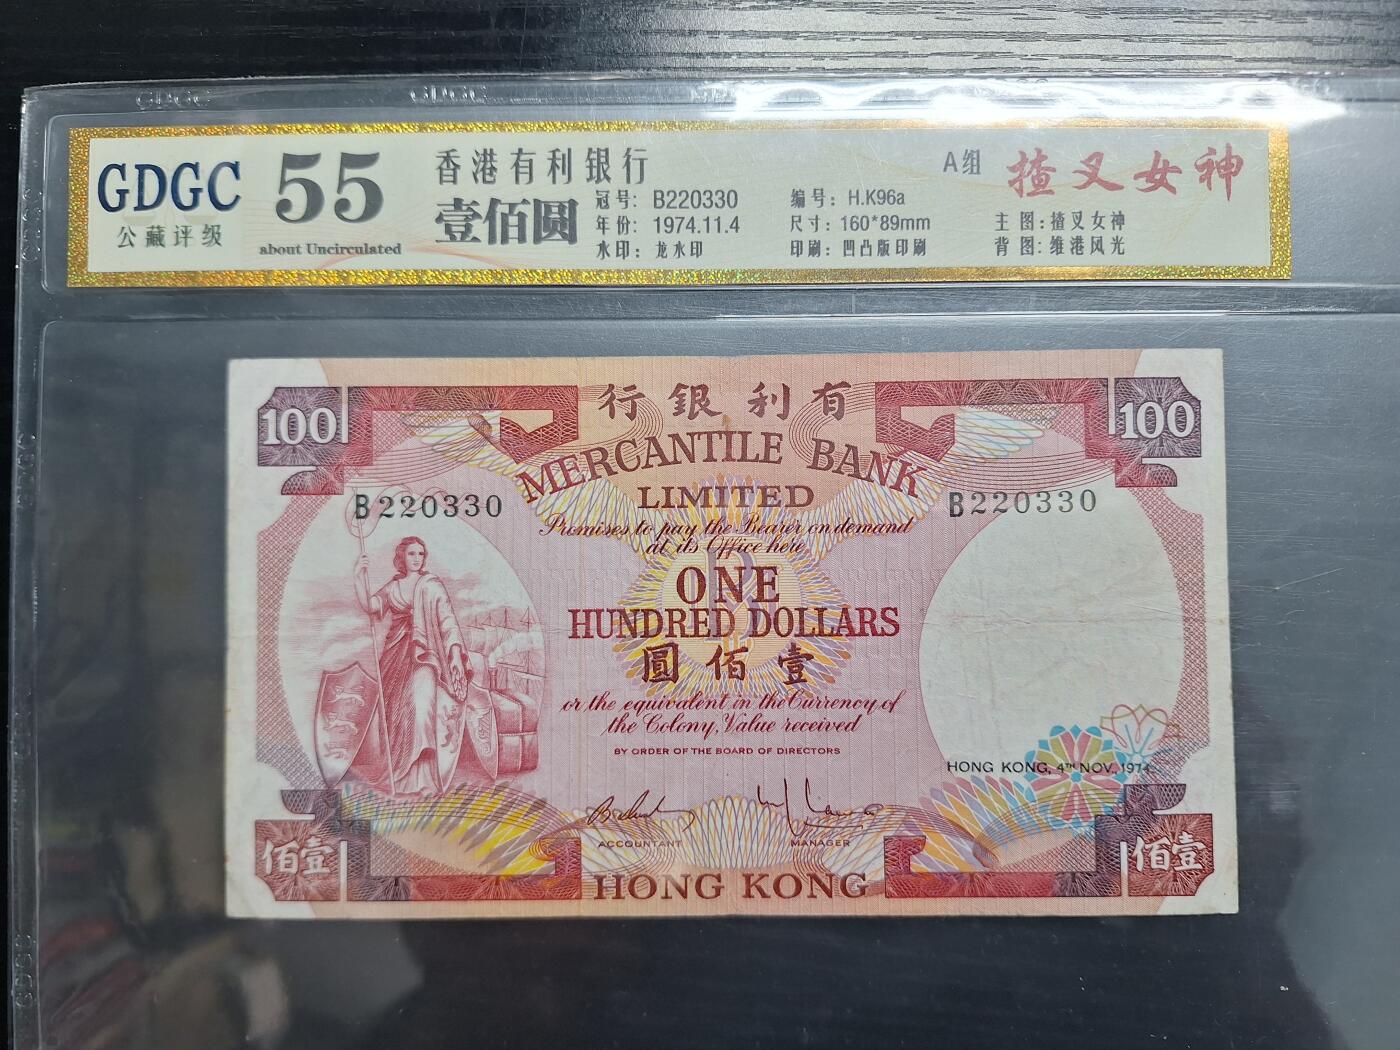 GDGC
GDGC
GDGC 55 香港有利银行 A组 揸叉女神
公藏评级 about Uncirculated
壹佰圆
冠号: B220330 编号: H.K96a
年份: 1974.11.4 尺寸: 160*89mm 主 图:揸叉女神
水印: 龙水印 印刷: 凹凸版印刷 背 图:维港风光
行銀利有
100 100
MERCANTILE BANK
LIMITED
B220330 B220330
Promises to pay the Bearer on demand
at its Office here
ONE
HUNDRED DOLLARS
圓佰壹
or the equivalent in the Currency of
the Colony, Value received
BY ORDER OF THE BOARD OF DIRECTORS
HONG KONG, 4TH NOV. 1974.
ACCOUNTANT MANAGER
佰壹 佰壹
HONG KONG